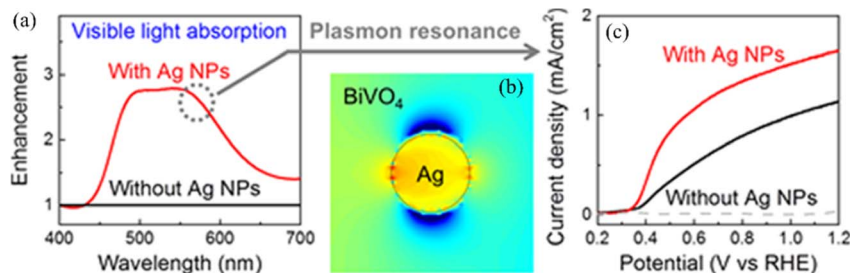 (a)
Visible light absorption
Plasmon resonance
(c)
With Ag NPs
Without Ag NPs
Enhancement
3
2
1
400
500
600
700
Wavelength (nm)
(b)
BiVO4
Ag
With Ag NPs
Without Ag NPs
Current density (mA/cm²)
2
1
0
0.2
0.4
0.6
0.8
1.0
1.2
Potential (V vs RHE)